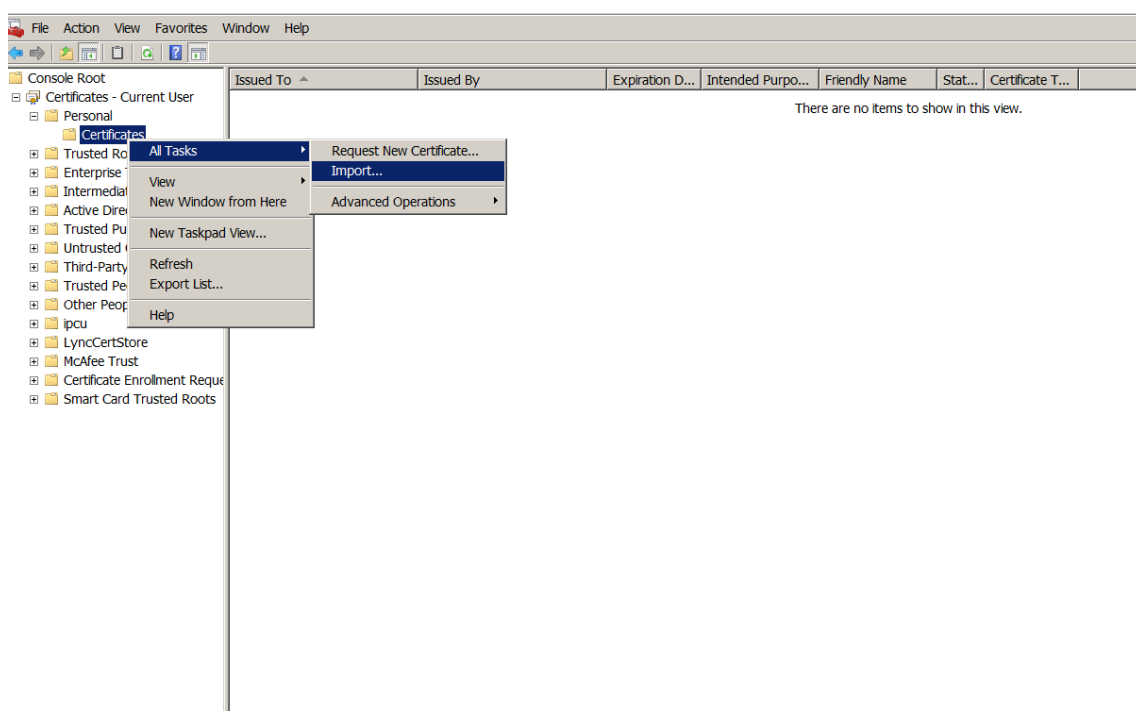 File Action View Favorites Window Help
Console Root
Issued To Issued By Expiration D... Intended Purpo... Friendly Name Stat... Certificate T...
Certificates - Current User
There are no items to show in this view.
Personal
Certificates
Trusted Ro
Enterprise
Intermediat
Active Dire
Trusted Pu
Untrusted
Third-Party
Trusted Pe
Other Peop
ipcu
LyncCertStore
McAfee Trust
Certificate Enrollment Reque
Smart Card Trusted Roots
All Tasks
View
New Window from Here
New Taskpad View...
Refresh
Export List...
Help
Request New Certificate...
Import...
Advanced Operations